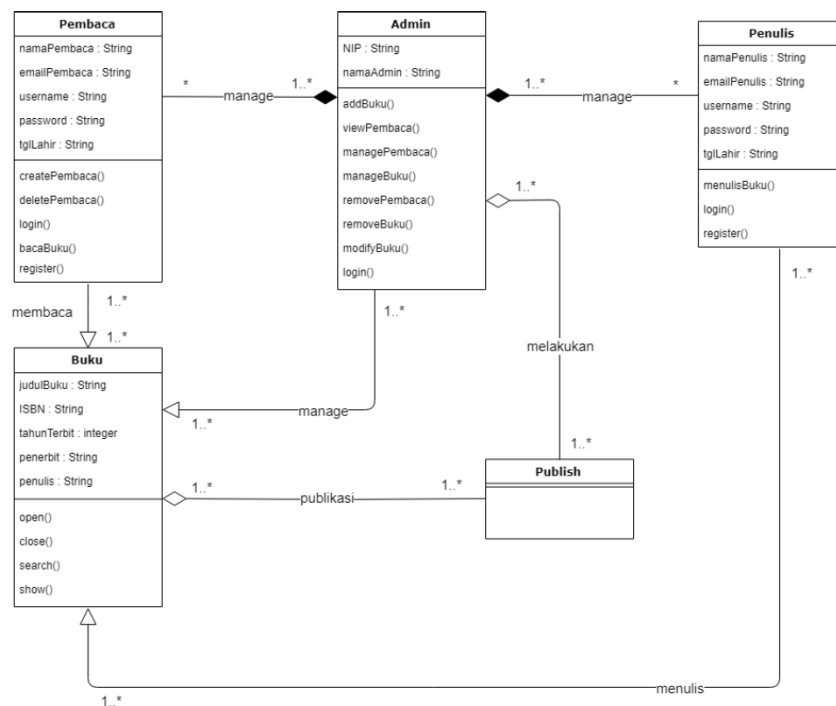 Pembaca
namaPembaca : String
emailPembaca : String
username : String
password : String
tglLahir : String
createPembaca()
deletePembaca()
login()
bacaBuku()
register()
*
manage
1..*
Admin
NIP : String
namaAdmin : String
addBuku()
viewPembaca()
managePembaca()
manageBuku()
removePembaca()
removeBuku()
modifyBuku()
login()
1..*
manage
*
Penulis
namaPenulis : String
emailPenulis : String
username : String
password : String
tglLahir : String
menulisBuku()
login()
register()
1..*
membaca
1..*
1..*
manage
1..*
1..*
melakukan
1..*
1..*
Buku
judulBuku : String
ISBN : String
tahunTerbit : integer
penerbit : String
penulis : String
open()
close()
search()
show()
1..*
publikasi
1..*
Publish
1..*
menulis